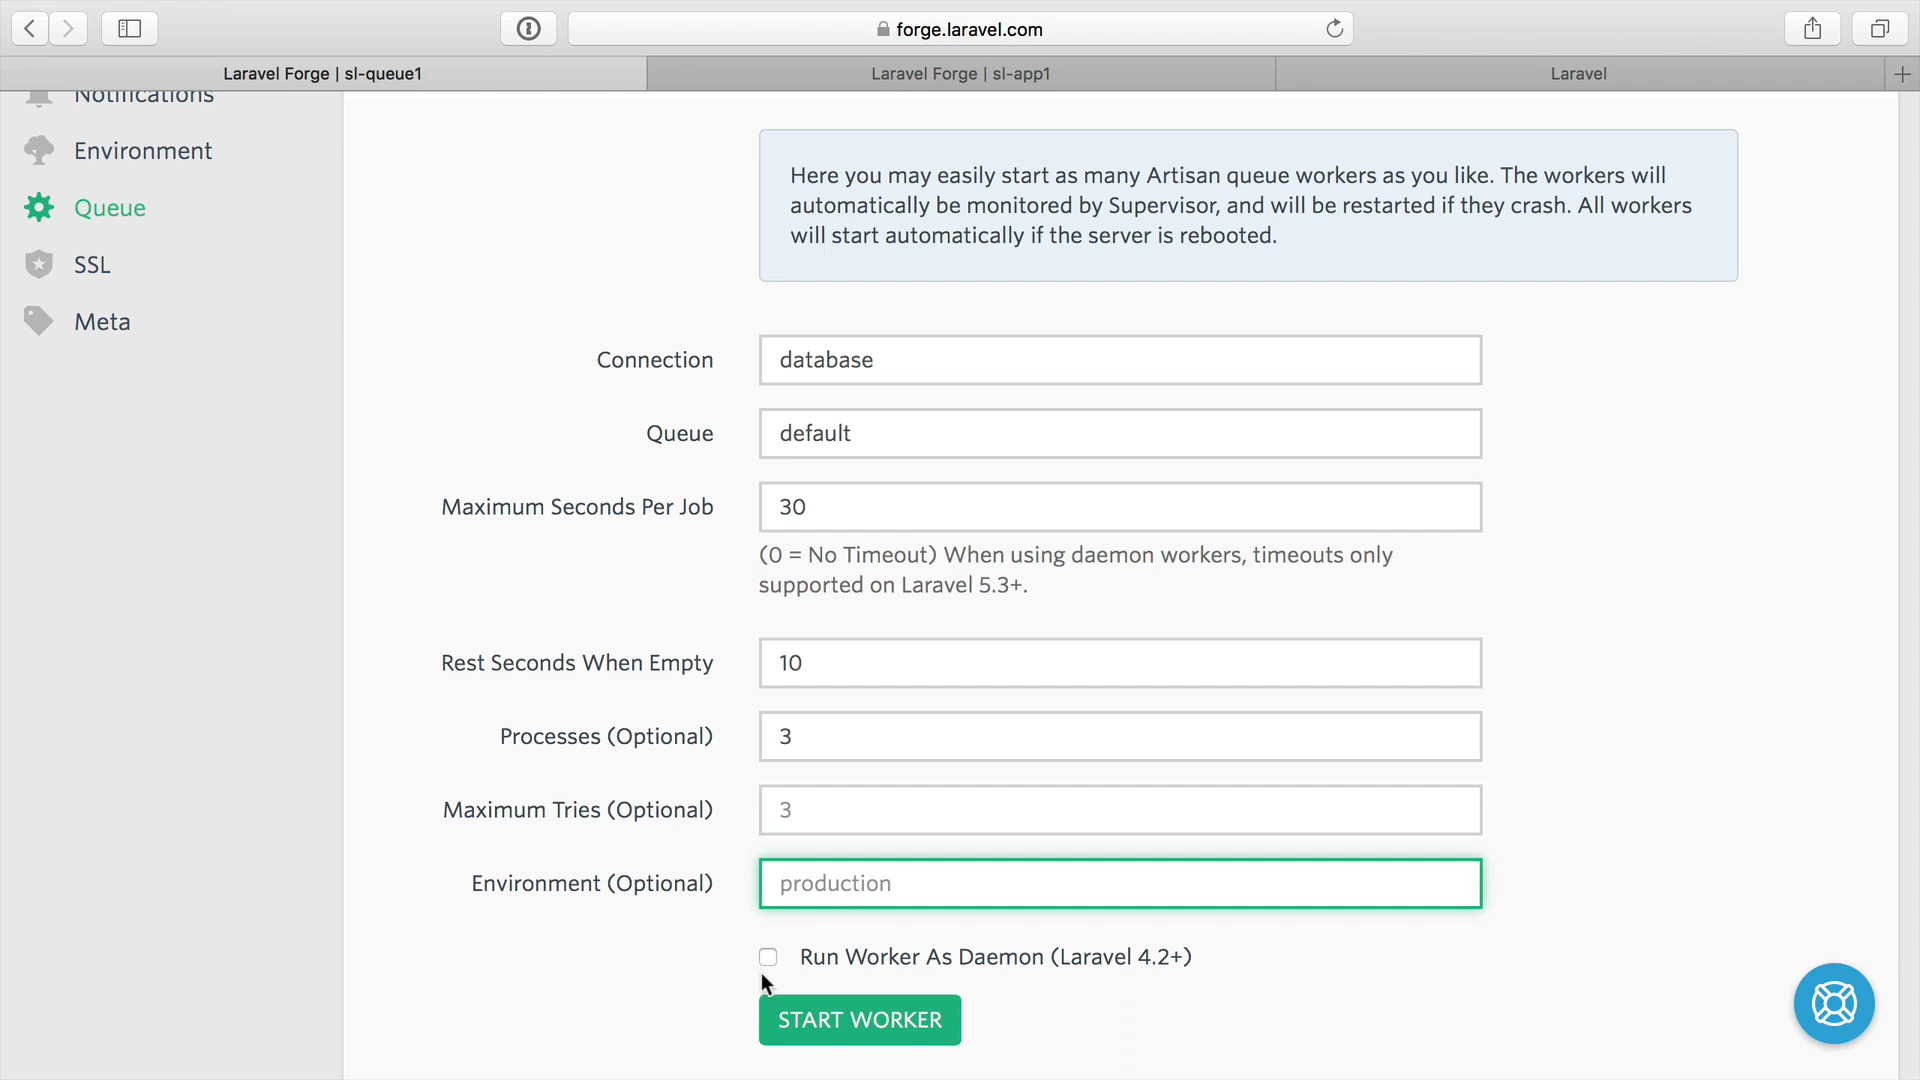 forge.laravel.com
Laravel Forge | sl-queue1
Laravel Forge | sl-app1
Laravel
Notifications
Environment
Queue
SSL
Meta
Here you may easily start as many Artisan queue workers as you like. The workers will
automatically be monitored by Supervisor, and will be restarted if they crash. All workers
will start automatically if the server is rebooted.
Connection
database
Queue
default
Maximum Seconds Per Job
30
(0 = No Timeout) When using daemon workers, timeouts only
supported on Laravel 5.3+.
Rest Seconds When Empty
10
Processes (Optional)
3
Maximum Tries (Optional)
3
Environment (Optional)
production
Run Worker As Daemon (Laravel 4.2+)
START WORKER